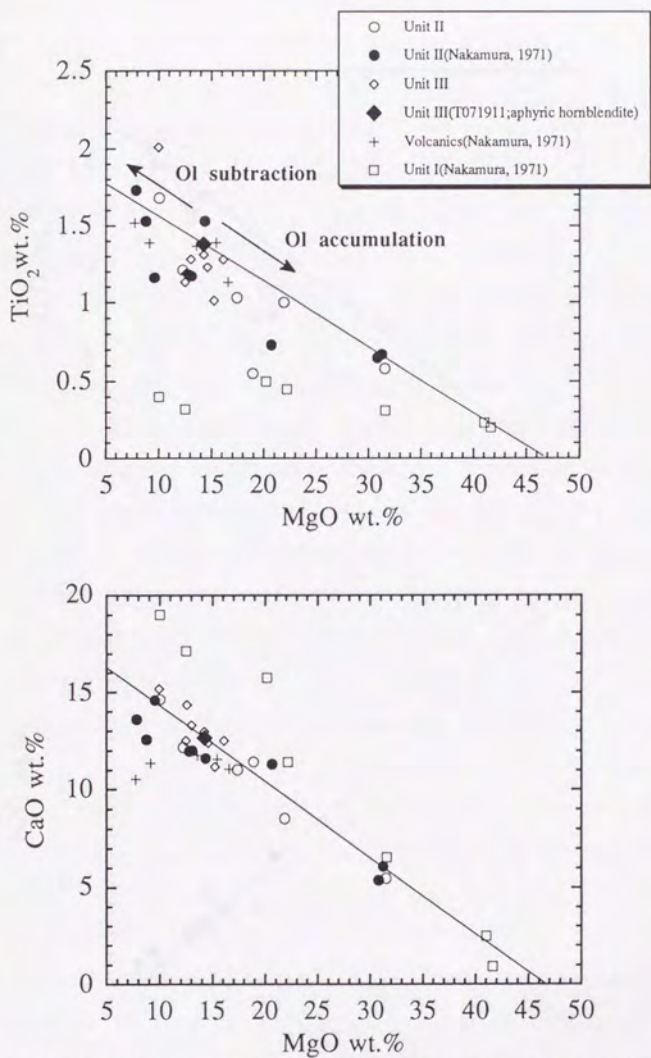 Unit II
Unit II(Nakamura, 1971)
Unit III
Unit III(T071911;aphyric hornblendite)
Volcanics(Nakamura, 1971)
Unit I(Nakamura, 1971)
2.5
2
1.5
1
0.5
0
TiO2 wt.%
Ol subtraction
Ol accumulation
5 10 15 20 25 30 35 40 45 50
MgO wt.%
20
15
10
5
0
CaO wt.%
5 10 15 20 25 30 35 40 45 50
MgO wt.%